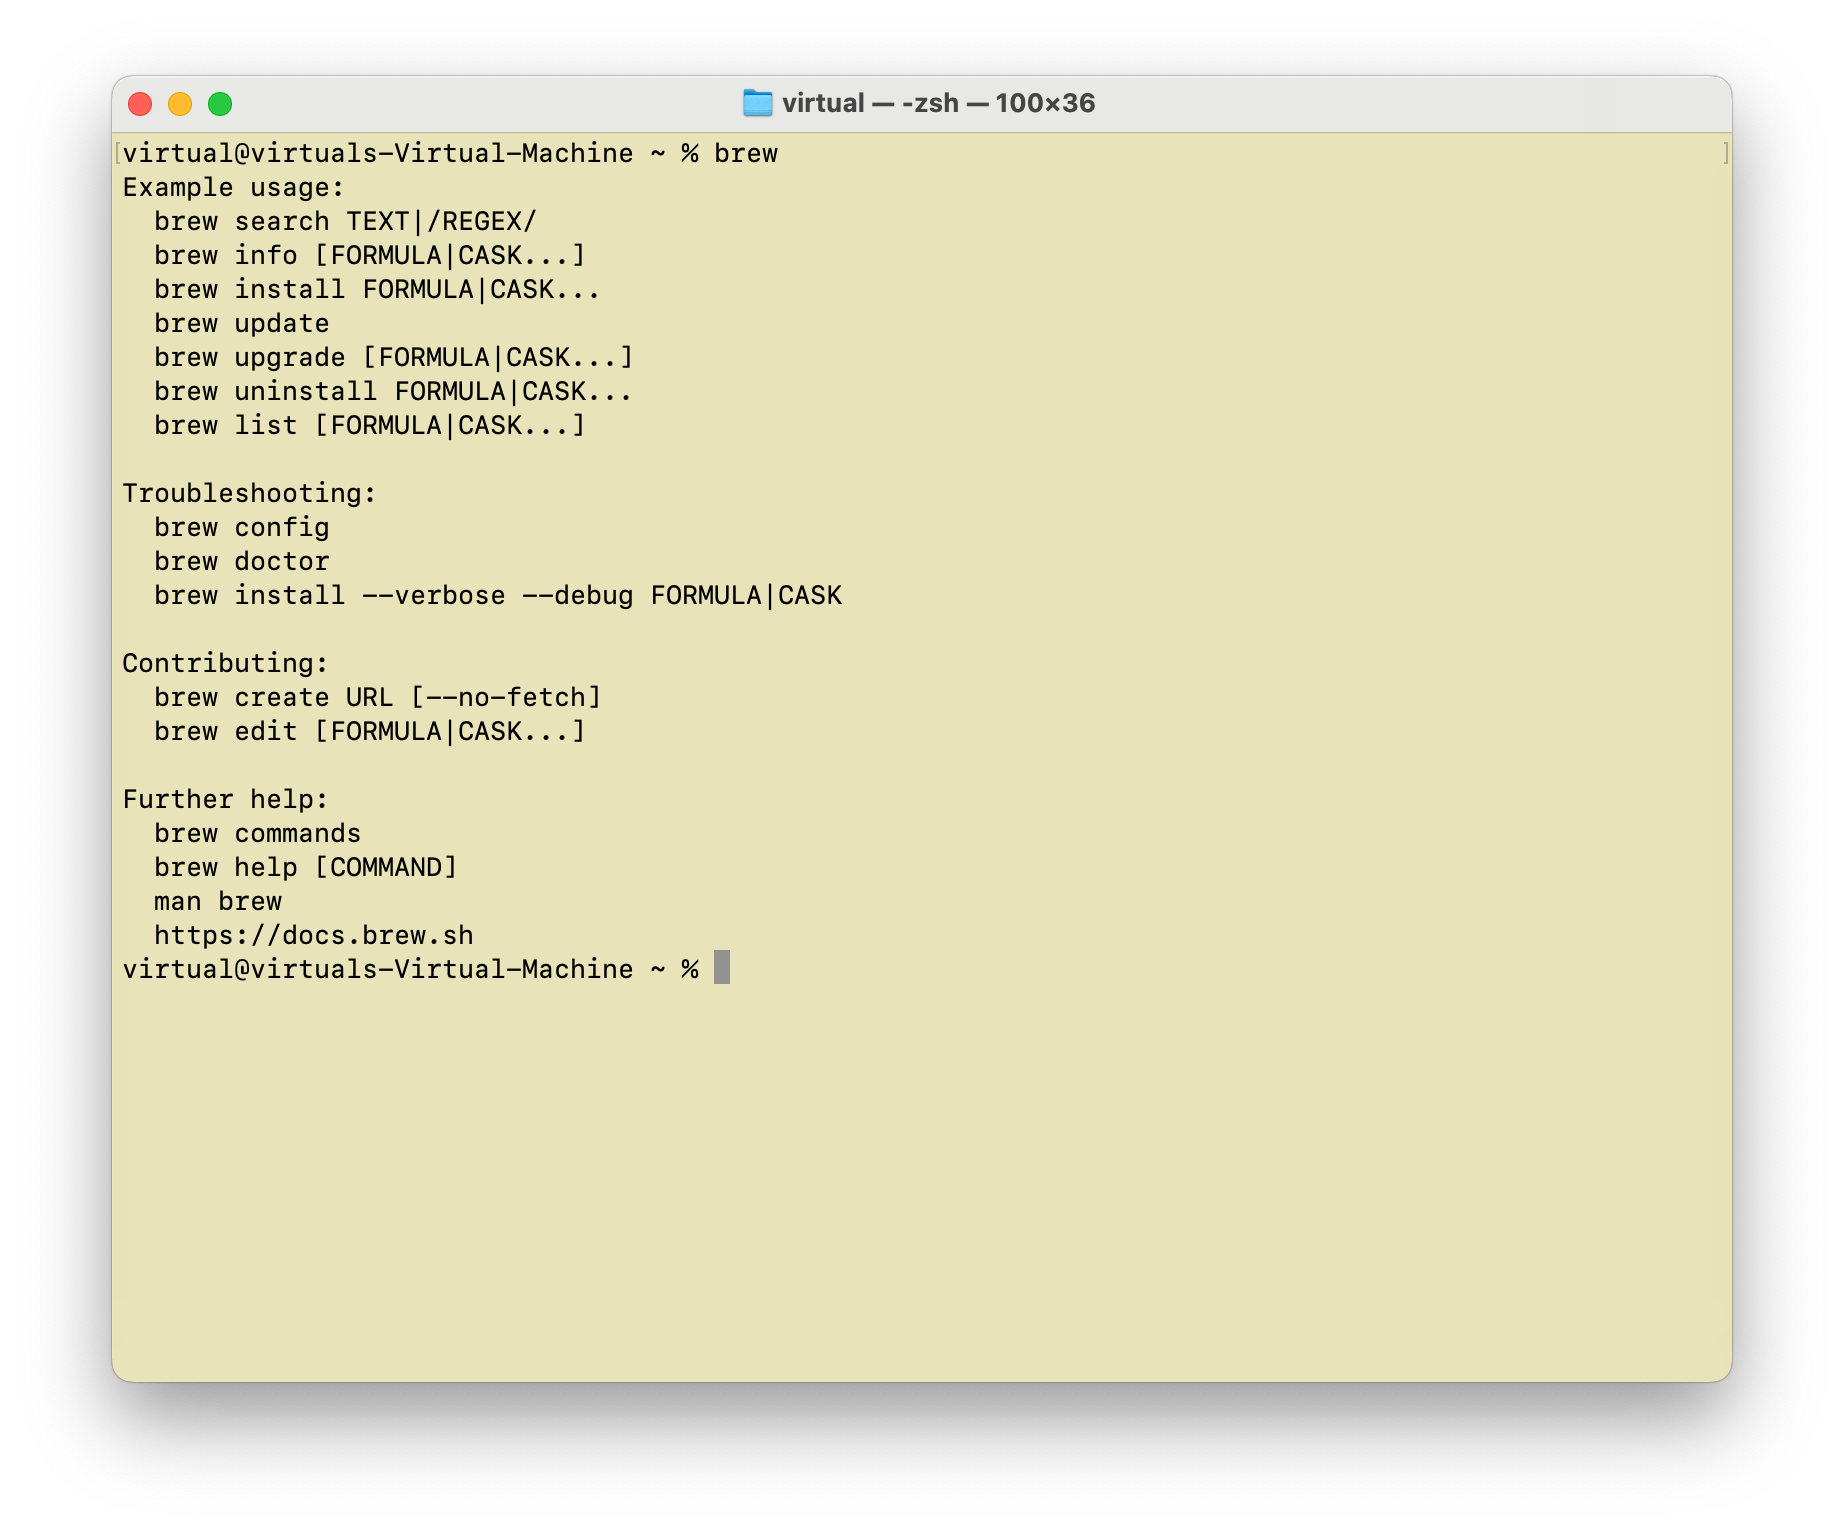 virtual — -zsh — 100×36
[virtual@virtuals-Virtual-Machine ~ % brew ]
Example usage:
  brew search TEXT|/REGEX/
  brew info [FORMULA|CASK...]
  brew install FORMULA|CASK...
  brew update
  brew upgrade [FORMULA|CASK...]
  brew uninstall FORMULA|CASK...
  brew list [FORMULA|CASK...]

Troubleshooting:
  brew config
  brew doctor
  brew install --verbose --debug FORMULA|CASK

Contributing:
  brew create URL [--no-fetch]
  brew edit [FORMULA|CASK...]

Further help:
  brew commands
  brew help [COMMAND]
  man brew
  https://docs.brew.sh
virtual@virtuals-Virtual-Machine ~ %